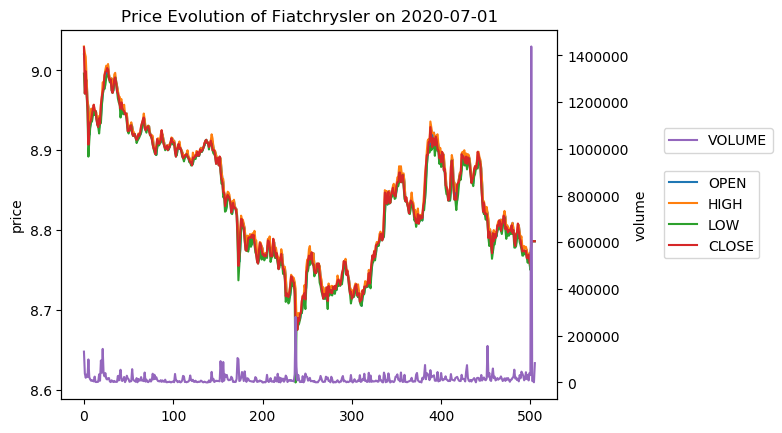 Price Evolution of Fiatchrysler on 2020-07-01
price
9.0
8.9
8.8
8.7
8.6
0
100
200
300
400
500
1400000
1200000
1000000
800000
600000
400000
200000
0
volume
VOLUME
OPEN
HIGH
LOW
CLOSE